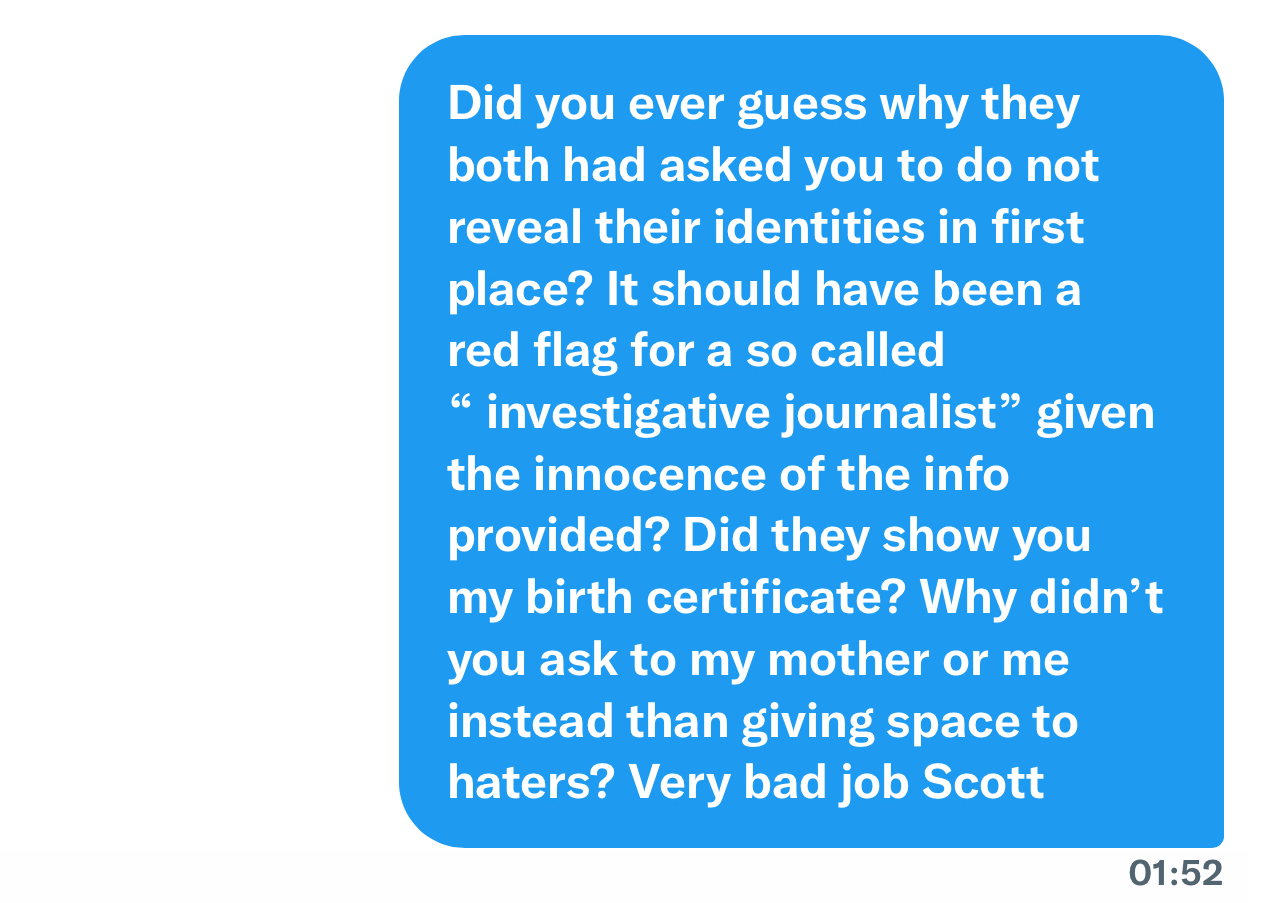 Did you ever guess why they
both had asked you to do not
reveal their identities in first
place? It should have been a
red flag for a so called
“ investigative journalist” given
the innocence of the info
provided? Did they show you
my birth certificate? Why didn’t
you ask to my mother or me
instead than giving space to
haters? Very bad job Scott
01:52